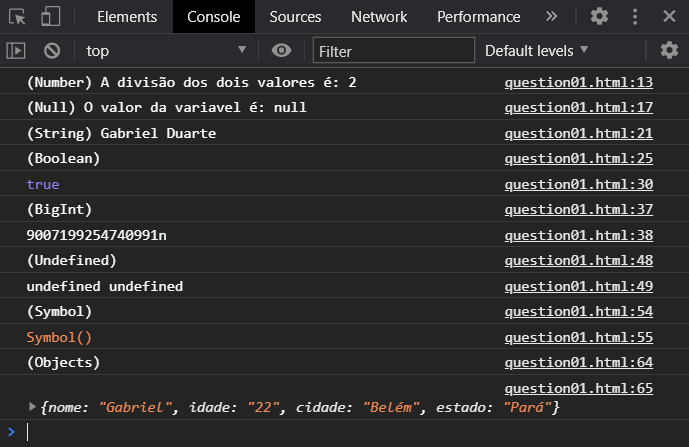 Elements Console Sources Network Performance »
top Filter Default levels
(Number) A divisão dos dois valores é: 2 question01.html:13
(Null) O valor da variavel é: null question01.html:17
(String) Gabriel Duarte question01.html:21
(Boolean) question01.html:25
true question01.html:30
(BigInt) question01.html:37
9007199254740991n question01.html:38
(Undefined) question01.html:48
undefined undefined question01.html:49
(Symbol) question01.html:54
Symbol() question01.html:55
(Objects) question01.html:64
question01.html:65
{nome: "Gabriel", idade: "22", cidade: "Belém", estado: "Pará"}
>